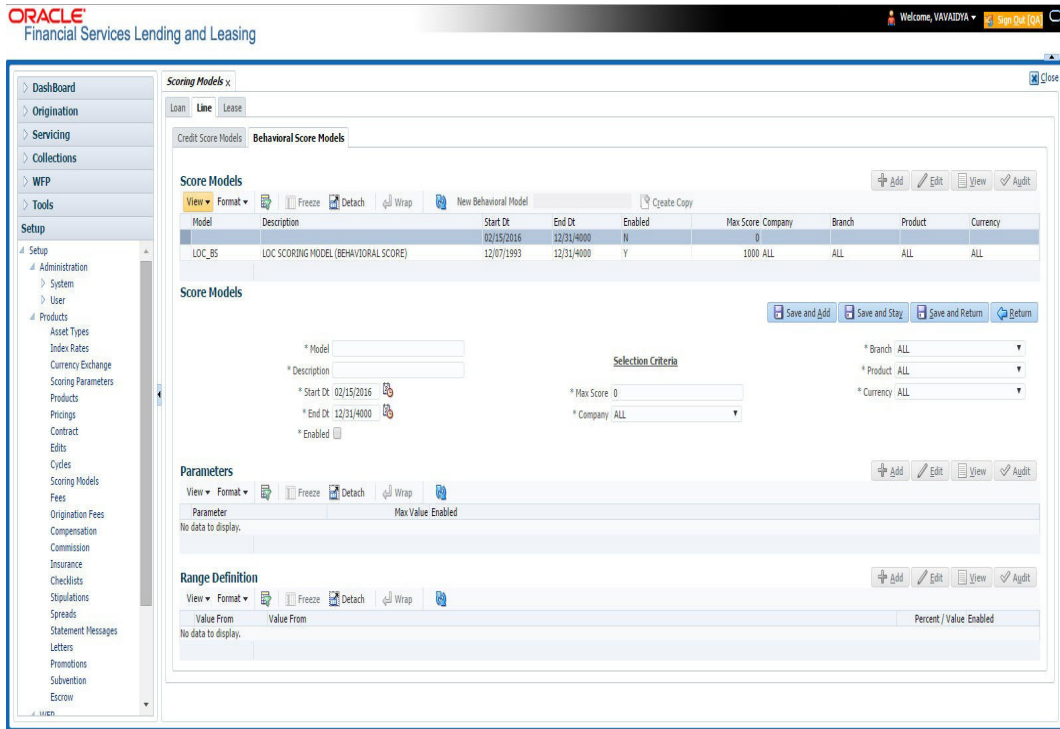 ORACLE'
Financial Services Lending and Leasing
Welcome, VAVAIDYA
Sign Out [QA
Close
DashBoard
Origination
Servicing
Collections
WFP
Tools
Setup
Setup
Administration
System
User
Products
Asset Types
Index Rates
Currency Exchange
Scoring Parameters
Products
Pricings
Contract
Edits
Cycles
Scoring Models
Fees
Origination Fees
Compensation
Commission
Insurance
Checklists
Stipulations
Spreads
Statement Messages
Letters
Promotions
Subvention
Escrow
WFP
Scoring Models x
Loan Line Lease
Credit Score Models Behavioral Score Models
Score Models
Add Edit View Audit
View Format Freeze Detach Wrap New Behavioral Model Create Copy
Model Description Start Dt End Dt Enabled Max Score Company Branch Product Currency
02/15/2016 12/31/4000 N 0
LOC_BS LOC SCORING MODEL (BEHAVIORAL SCORE) 12/07/1993 12/31/4000 Y 1000 ALL ALL ALL ALL
Score Models
Save and Add Save and Stay Save and Return Return
* Model
* Description
* Start Dt 02/15/2016
* End Dt 12/31/4000
* Enabled
Selection Criteria
* Max Score 0
* Company ALL
* Branch ALL
* Product ALL
* Currency ALL
Parameters
Add Edit View Audit
View Format Freeze Detach Wrap
Parameter Max Value Enabled
No data to display.
Range Definition
Add Edit View Audit
View Format Freeze Detach Wrap
Value From Value From Percent / Value Enabled
No data to display.